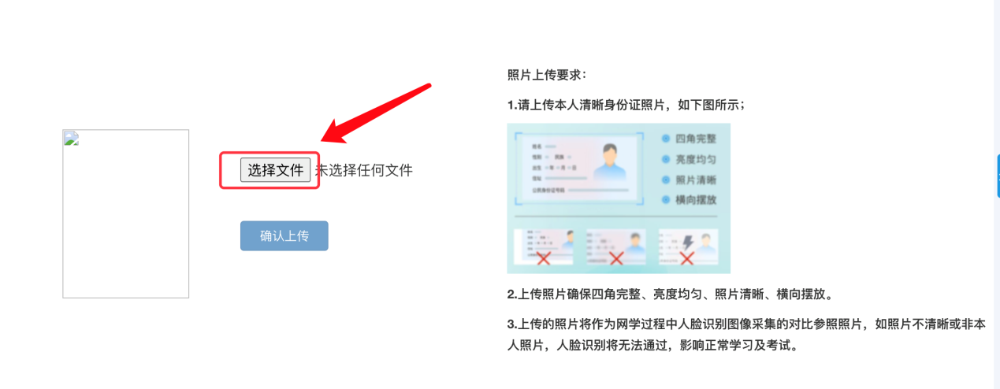 选择文件 未选择任何文件
确认上传
照片上传要求：
1.请上传本人清晰身份证照片，如下图所示；
姓名
性别 民族
出生 年 月 日
住址
公民身份证号码
四角完整
亮度均匀
照片清晰
横向摆放
2.上传照片确保四角完整、亮度均匀、照片清晰、横向摆放。
3.上传的照片将作为网学过程中人脸识别图像采集的对比参照照片，如照片不清晰或非本
人照片，人脸识别将无法通过，影响正常学习及考试。